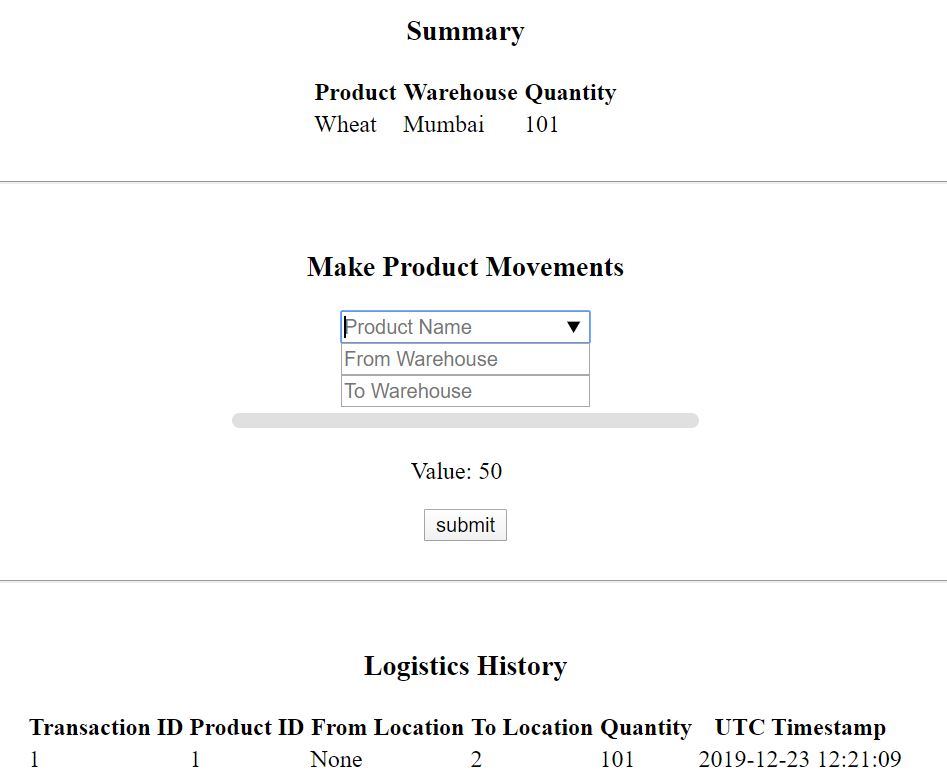 Summary
Product Warehouse Quantity
Wheat Mumbai 101
Make Product Movements
Product Name
From Warehouse
To Warehouse
Value: 50
submit
Logistics History
Transaction ID Product ID From Location To Location Quantity UTC Timestamp
1 1 None 2 101 2019-12-23 12:21:09